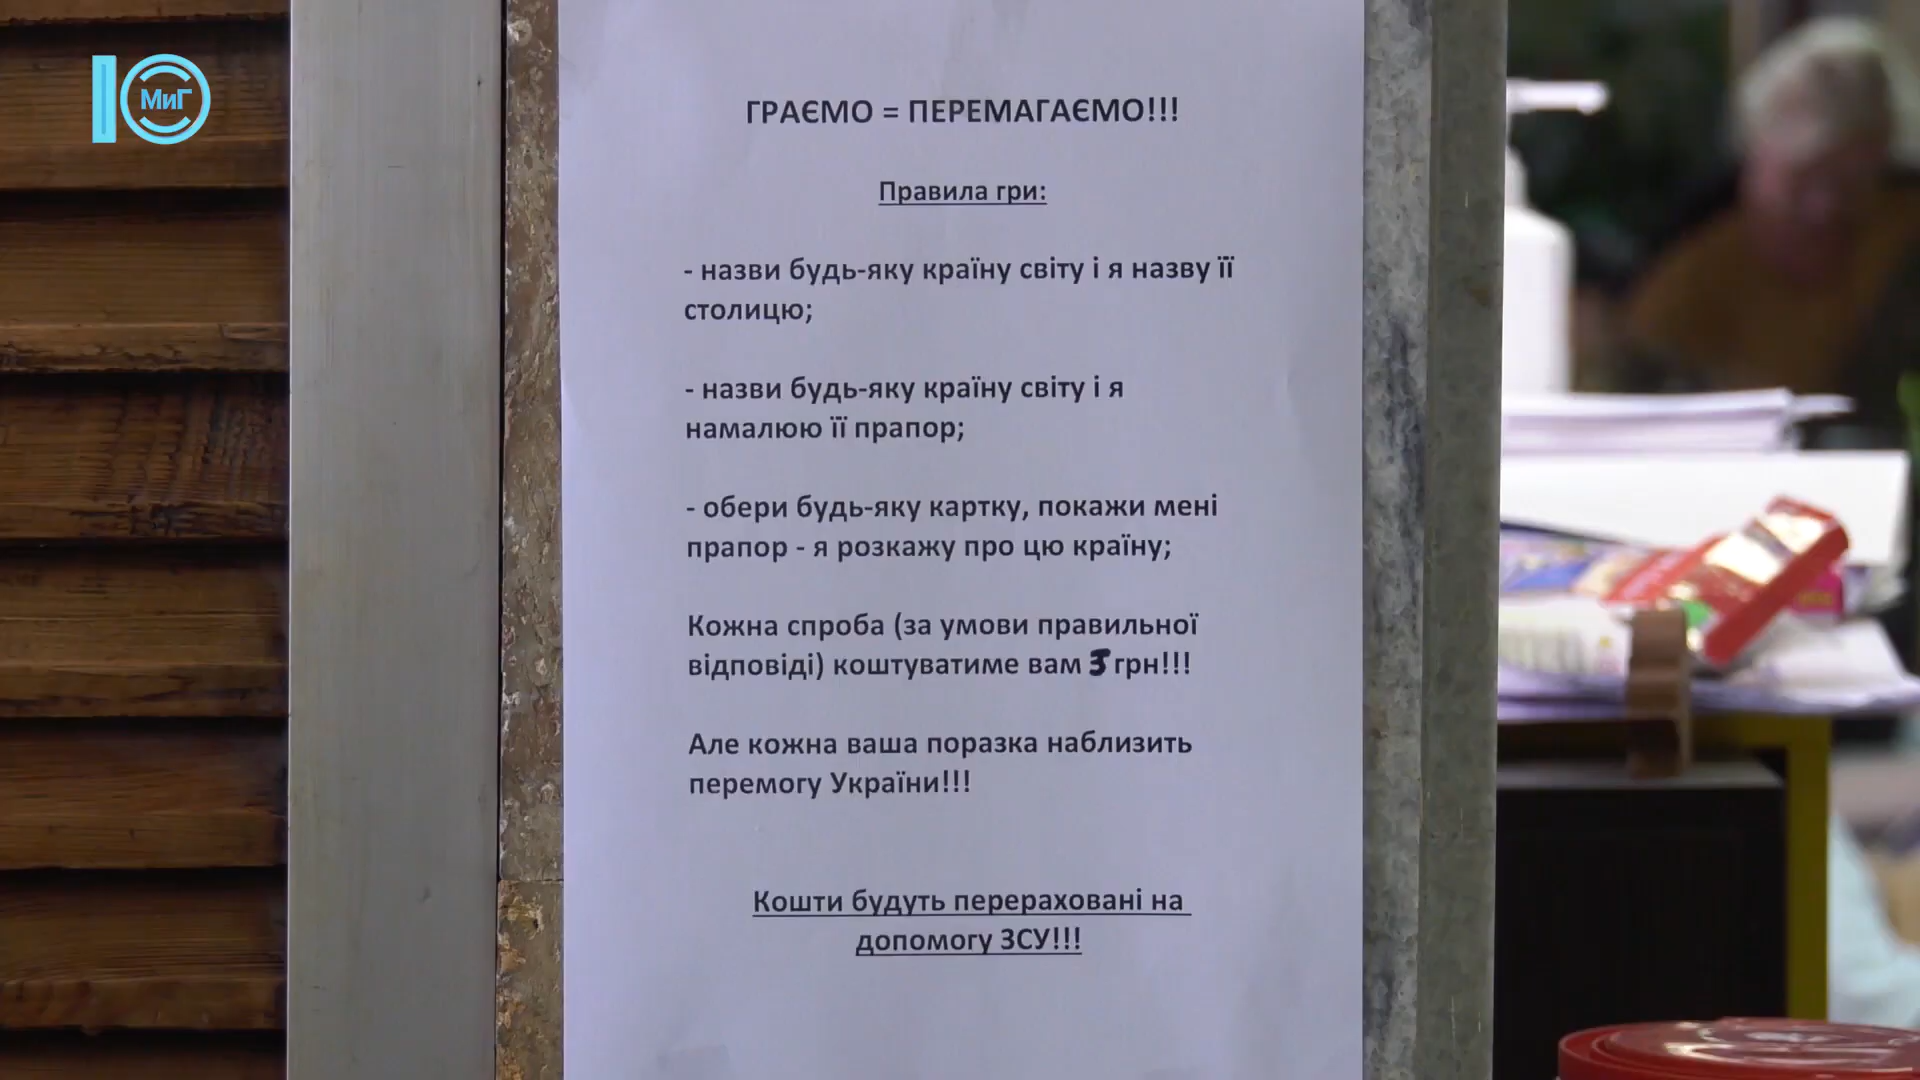 МиГ
ГРАЄМО = ПЕРЕМАГАЄМО!!!
Правила гри:
- назви будь-яку країну світу і я назву її
столицю;
- назви будь-яку країну світу і я
намалюю її прапор;
- обери будь-яку картку, покажи мені
прапор - я розкажу про цю країну;
Кожна спроба (за умови правильної
відповіді) коштуватиме вам 5 грн!!!
Але кожна ваша поразка наблизить
перемогу України!!!
Кошти будуть перераховані на
допомогу ЗСУ!!!